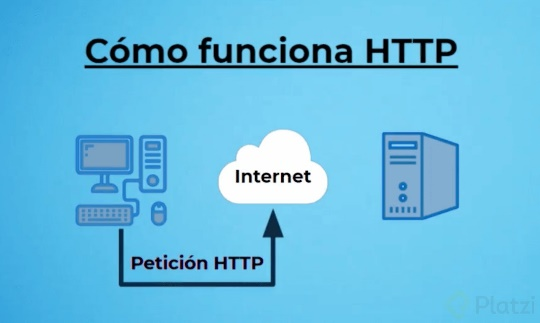 Cómo funciona HTTP
Internet
Petición HTTP
Platzi